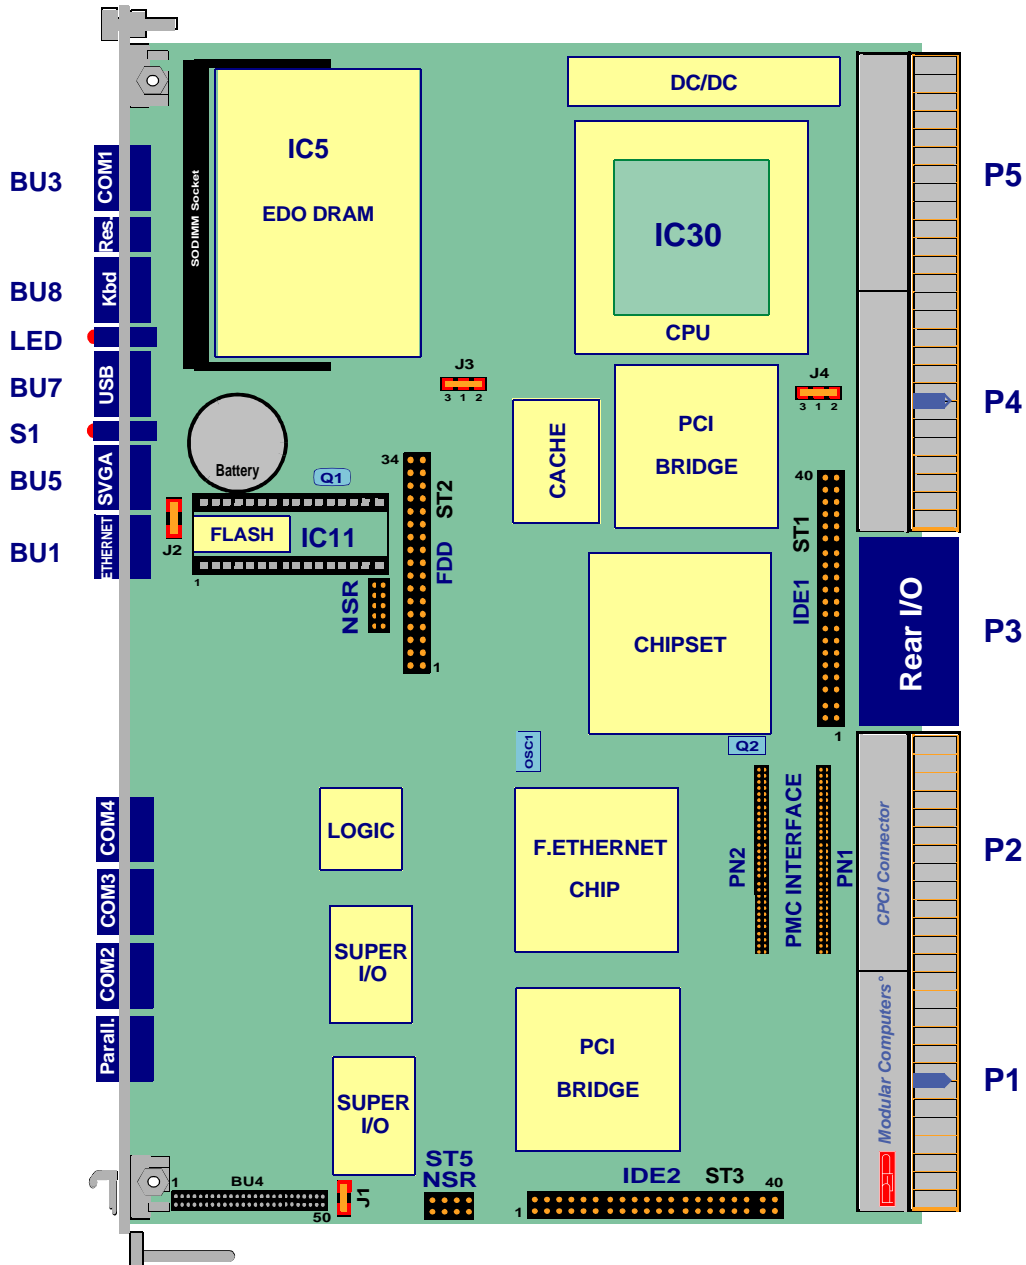 DC/DC
IC5
EDO DRAM
SODIMM Socket
IC30
CPU
BU3
COM1
Res.
BU8
Kbd
LED
BU7
USB
S1
BU5
SVGA
BU1
ETHERNET
P5
P4
P3
P2
P1
J3
3 1 2
J4
3 1 2
PCI
BRIDGE
CACHE
Battery
Q1
34
ST2
FDD
1
J2
FLASH
IC11
1
NSR
40
ST1
IDE1
1
CHIPSET
Rear I/O
OSC1
Q2
COM4
COM3
COM2
Parall.
LOGIC
F.ETHERNET
CHIP
PN2
PMC INTERFACE
PN1
CPCI Connector
SUPER
I/O
PCI
BRIDGE
Modular Computers®
SUPER
I/O
1
BU4
50
J1
ST5
NSR
IDE2
ST3
1
40